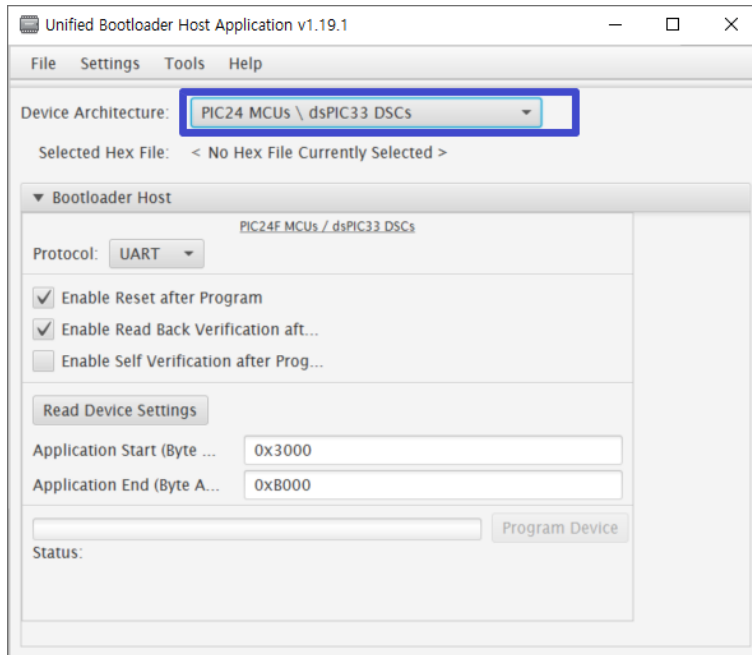 Unified Bootloader Host Application v1.19.1
File Settings Tools Help
Device Architecture: PIC24 MCUs \ dsPIC33 DSCs
Selected Hex File: < No Hex File Currently Selected >
Bootloader Host
PIC24F MCUs / dsPIC33 DSCs
Protocol: UART
Enable Reset after Program
Enable Read Back Verification aft...
Enable Self Verification after Prog...
Read Device Settings
Application Start (Byte ... 0x3000
Application End (Byte A... 0xB000
Program Device
Status: